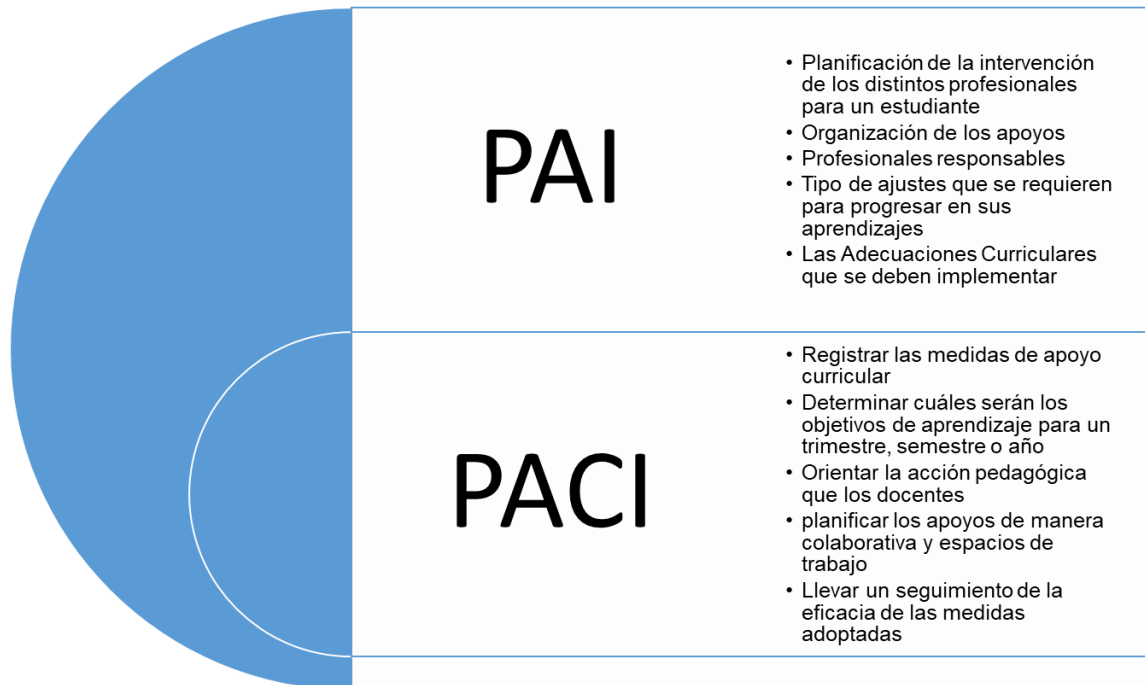 PAI
• Planificación de la intervención
de los distintos profesionales
para un estudiante
• Organización de los apoyos
• Profesionales responsables
• Tipo de ajustes que se requieren
para progresar en sus
aprendizajes
• Las Adecuaciones Curriculares
que se deben implementar
PACI
• Registrar las medidas de apoyo
curricular
• Determinar cuáles serán los
objetivos de aprendizaje para un
trimestre, semestre o año
• Orientar la acción pedagógica
que los docentes
• planificar los apoyos de manera
colaborativa y espacios de
trabajo
• Llevar un seguimiento de la
eficacia de las medidas
adoptadas